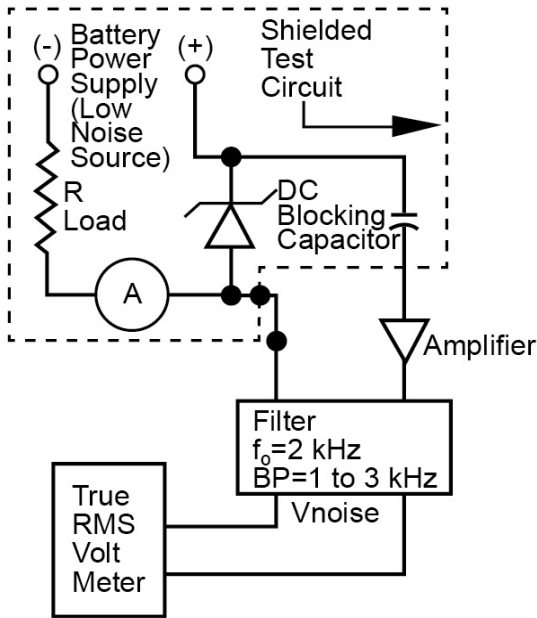 (-)
Battery
Power
Supply
(Low
Noise
Source)
(+)
Shielded
Test
Circuit
R
Load
DC
Blocking
Capacitor
A
Amplifier
Filter
fo=2 kHz
BP=1 to 3 kHz
Vnoise
True
RMS
Volt
Meter